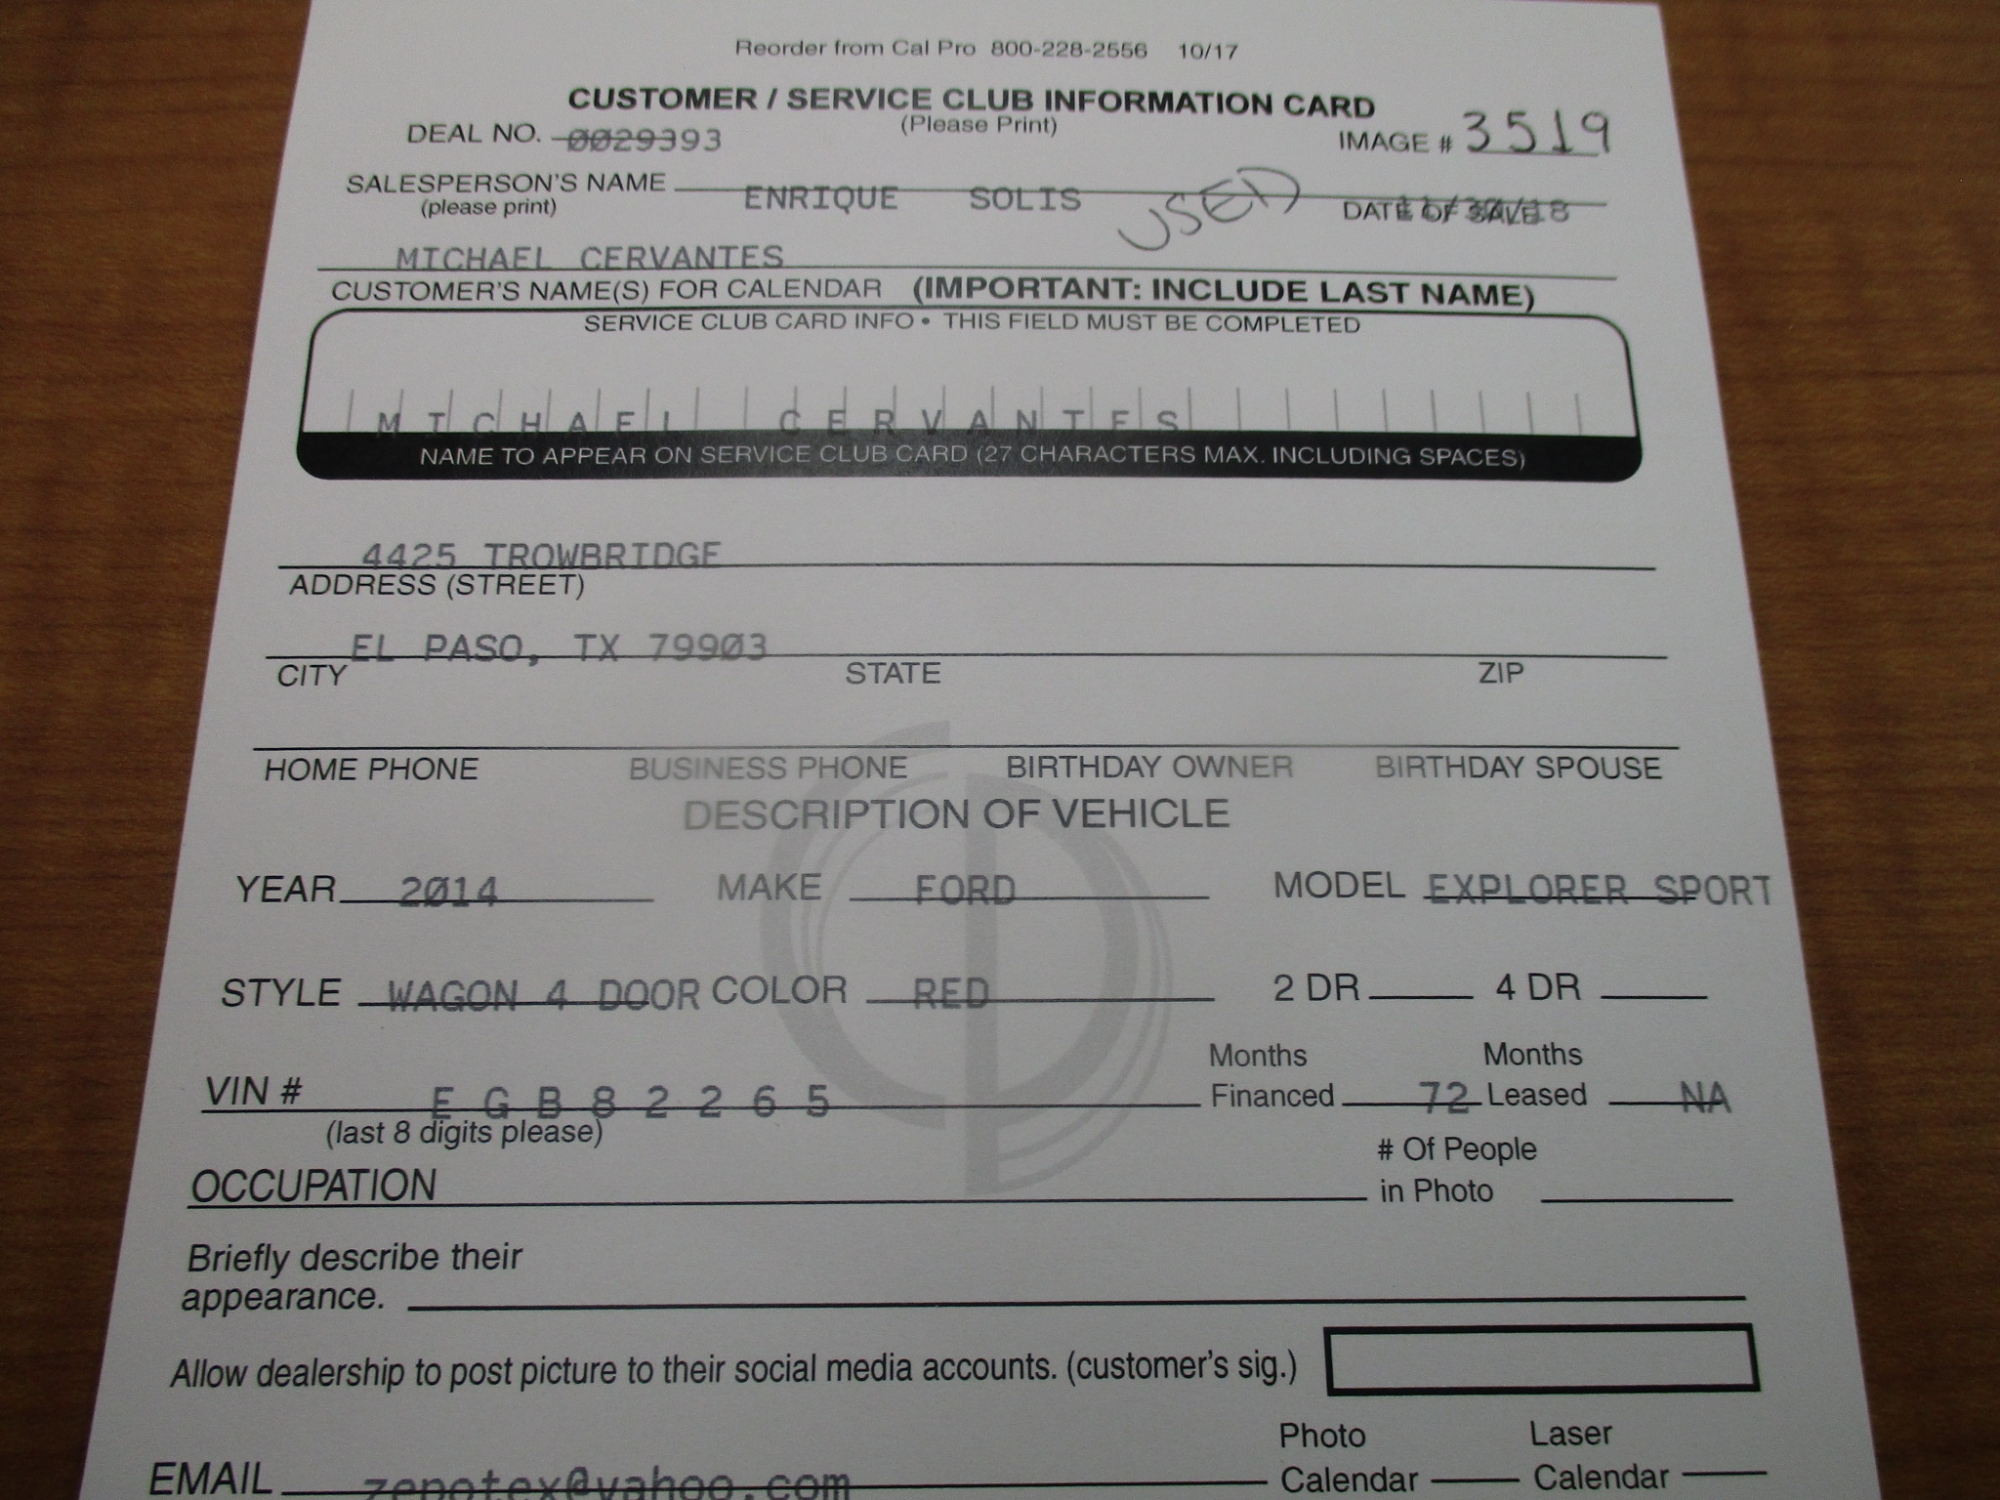 Reorder from Cal Pro 800-228-2556 10/17
CUSTOMER / SERVICE CLUB INFORMATION CARD
(Please Print)
DEAL NO. 0029393 IMAGE # 3519
SALESPERSON'S NAME ENRIQUE SOLIS USED
(please print) DATE OF SALE
MICHAEL CERVANTES
CUSTOMER'S NAME(S) FOR CALENDAR (IMPORTANT: INCLUDE LAST NAME)
SERVICE CLUB CARD INFO • THIS FIELD MUST BE COMPLETED
MICHAEL CERVANTES
NAME TO APPEAR ON SERVICE CLUB CARD (27 CHARACTERS MAX. INCLUDING SPACES)
4425 TROWBRIDGE
ADDRESS (STREET)
EL PASO, TX 79903
CITY STATE ZIP
HOME PHONE BUSINESS PHONE BIRTHDAY OWNER BIRTHDAY SPOUSE
DESCRIPTION OF VEHICLE
YEAR 2014 MAKE FORD MODEL EXPLORER SPORT
STYLE WAGON 4 DOOR COLOR RED 2 DR 4 DR
VIN # EGB82265 Months Financed 72 Months Leased NA
(last 8 digits please)
OCCUPATION # Of People in Photo
Briefly describe their
appearance.
Allow dealership to post picture to their social media accounts. (customer's sig.)
EMAIL zepotex@yahoo.com Photo Calendar Laser Calendar